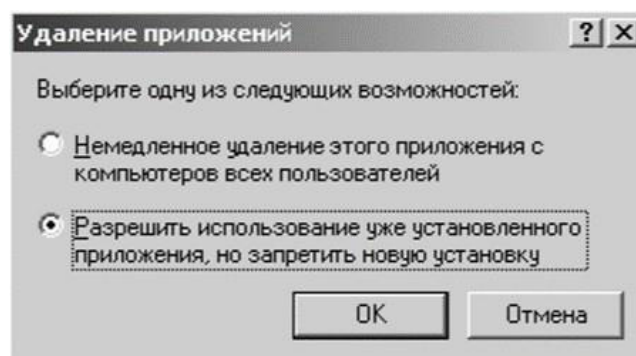 Удаление приложений
Выберите одну из следующих возможностей:
Немедленное удаление этого приложения с
компьютеров всех пользователей
Разрешить использование уже установленного
приложения, но запретить новую установку
OK Отмена